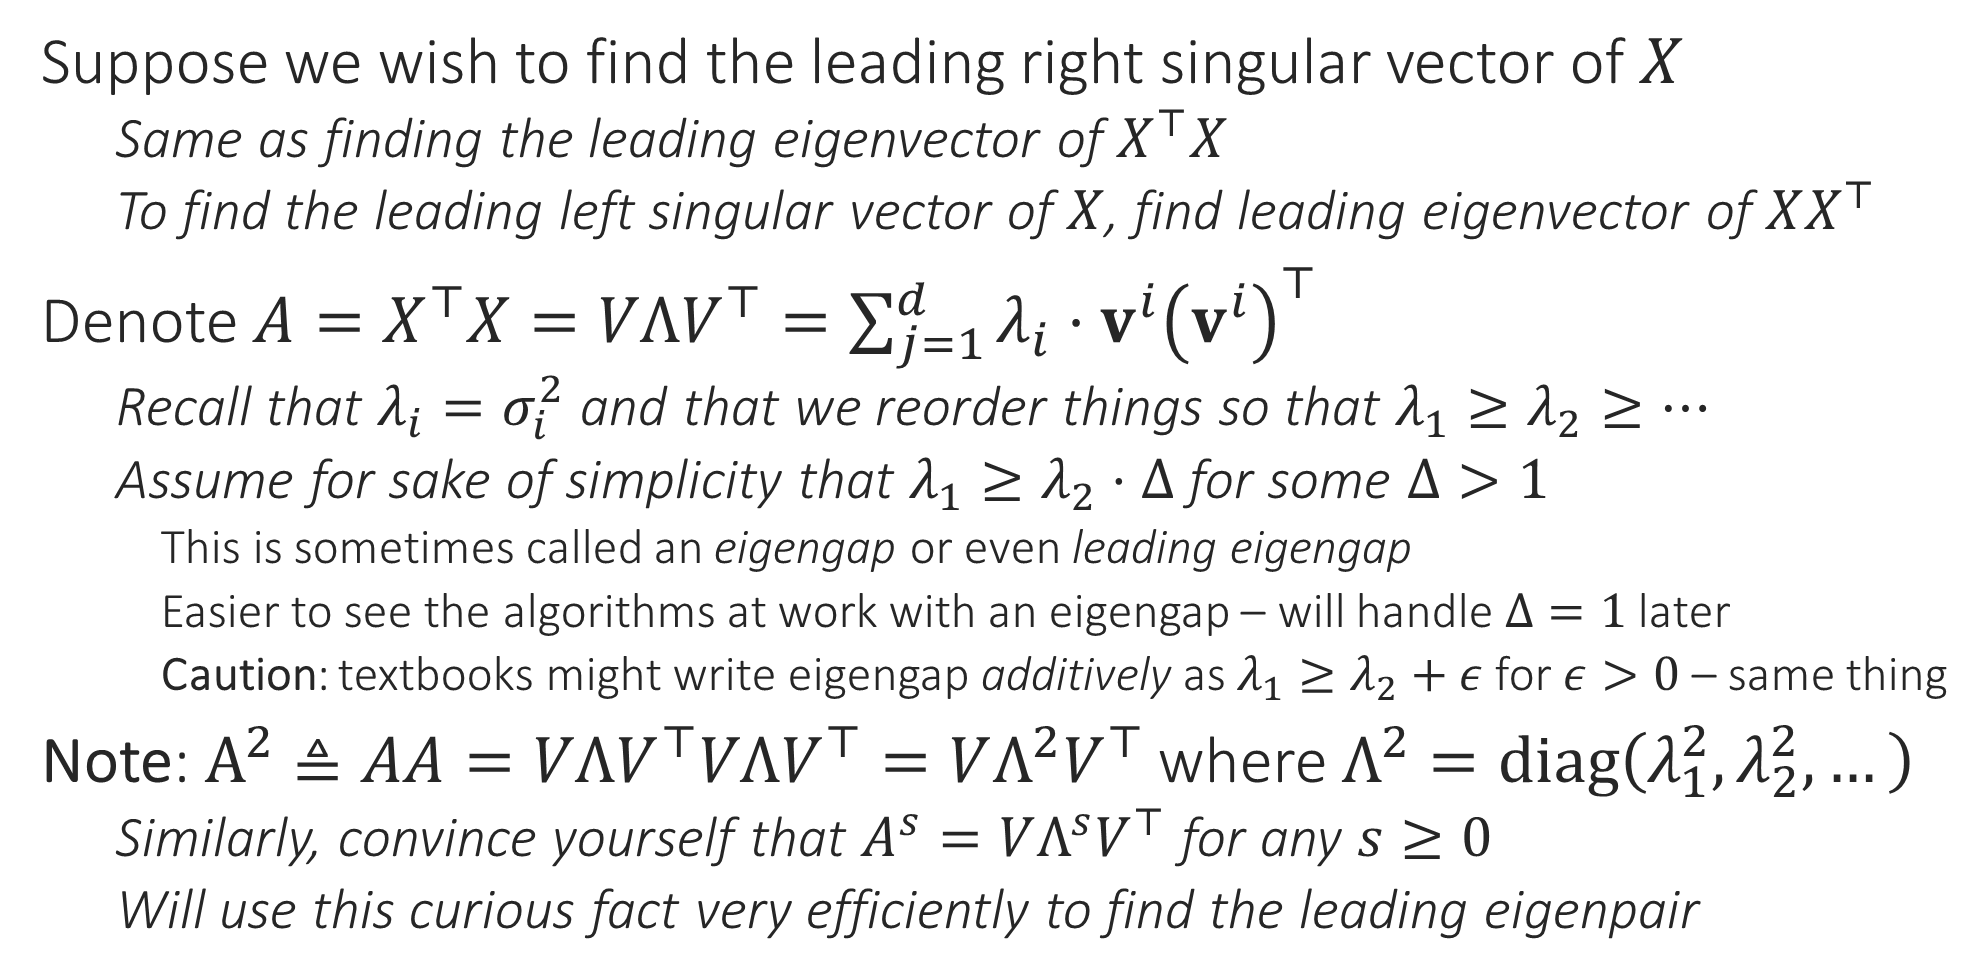 Suppose we wish to find the leading right singular vector of X
Same as finding the leading eigenvector of X⊤X
To find the leading left singular vector of X, find leading eigenvector of XX⊤
Denote A = X⊤X = VΛV⊤ = ∑_{j=1}^{d} λ_i · v^i(v^i)^⊤
Recall that λ_i = σ_i^2 and that we reorder things so that λ_1 ≥ λ_2 ≥ ⋯
Assume for sake of simplicity that λ_1 ≥ λ_2 · Δ for some Δ > 1
This is sometimes called an eigengap or even leading eigengap
Easier to see the algorithms at work with an eigengap – will handle Δ = 1 later
Caution: textbooks might write eigengap additively as λ_1 ≥ λ_2 + ϵ for ϵ > 0 – same thing
Note: A^2 ≜ AA = VΛV⊤VΛV⊤ = VΛ^2V⊤ where Λ^2 = diag(λ_1^2, λ_2^2, … )
Similarly, convince yourself that A^s = VΛ^sV⊤ for any s ≥ 0
Will use this curious fact very efficiently to find the leading eigenpair